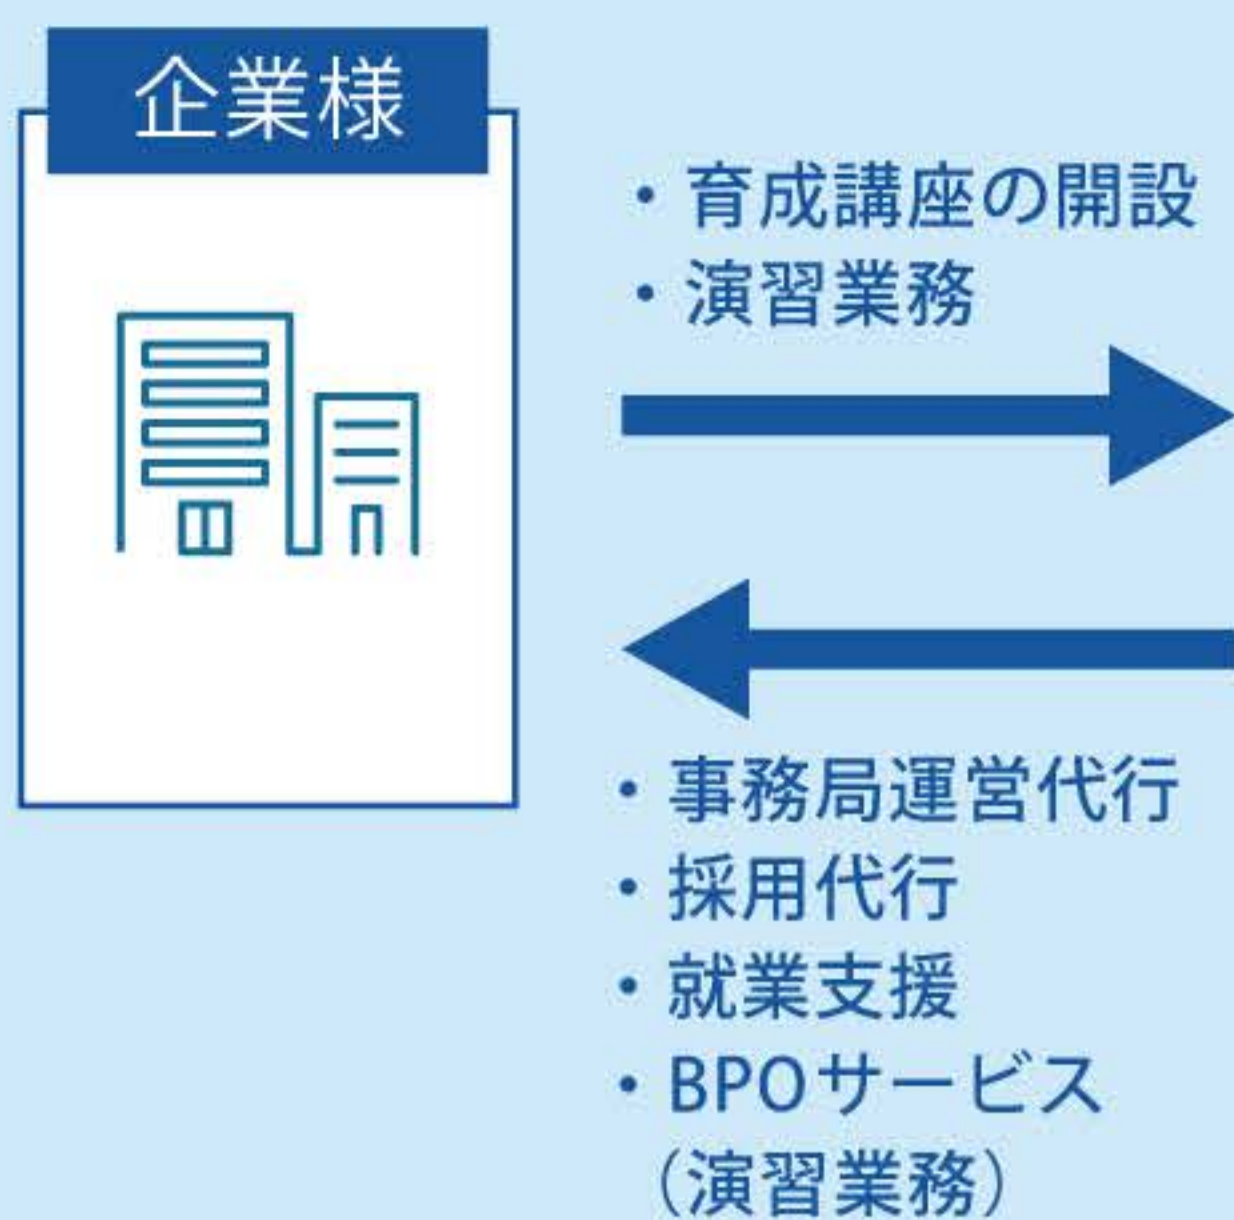 企業様
・育成講座の開設
・演習業務
・事務局運営代行
・採用代行
・就業支援
・BPOサービス
（演習業務）